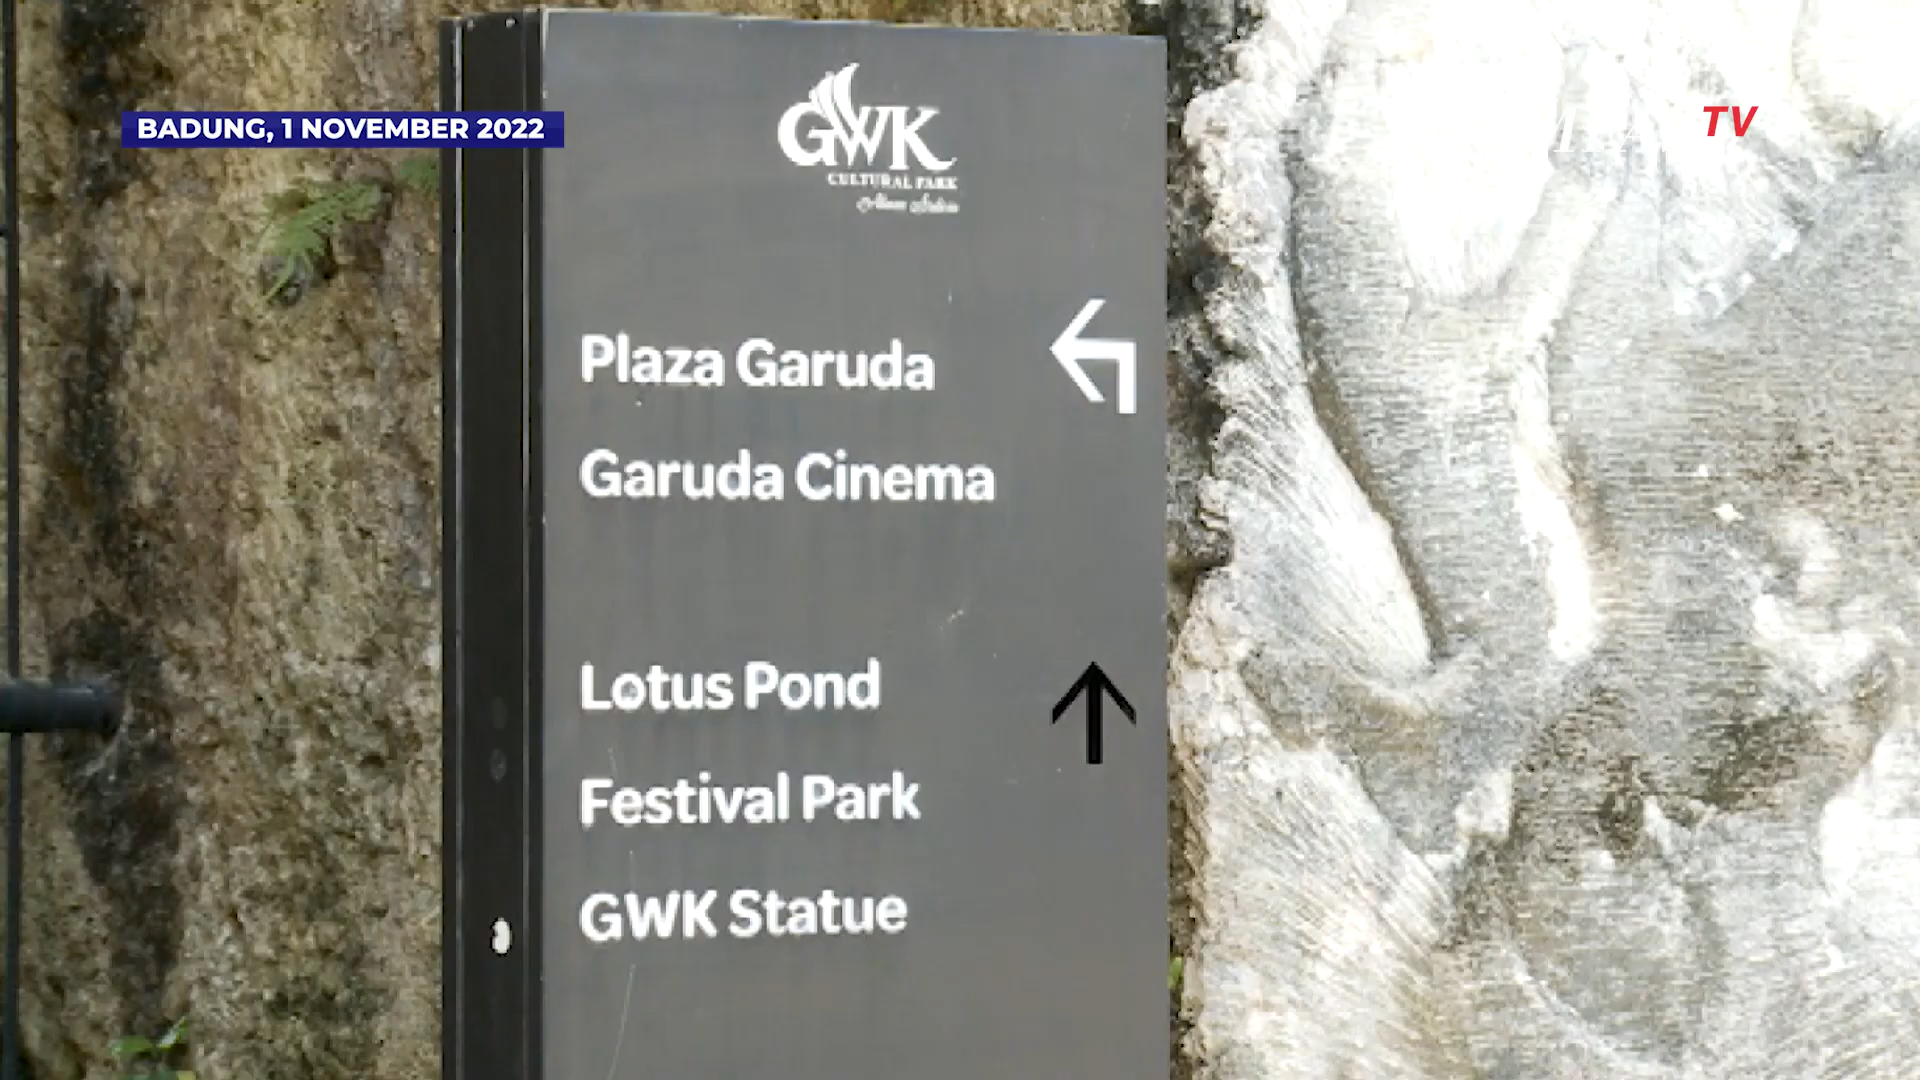 BADUNG, 1 NOVEMBER 2022
TV
GWK
CULTURAL PARK
Plaza Garuda
Garuda Cinema
Lotus Pond
Festival Park
GWK Statue